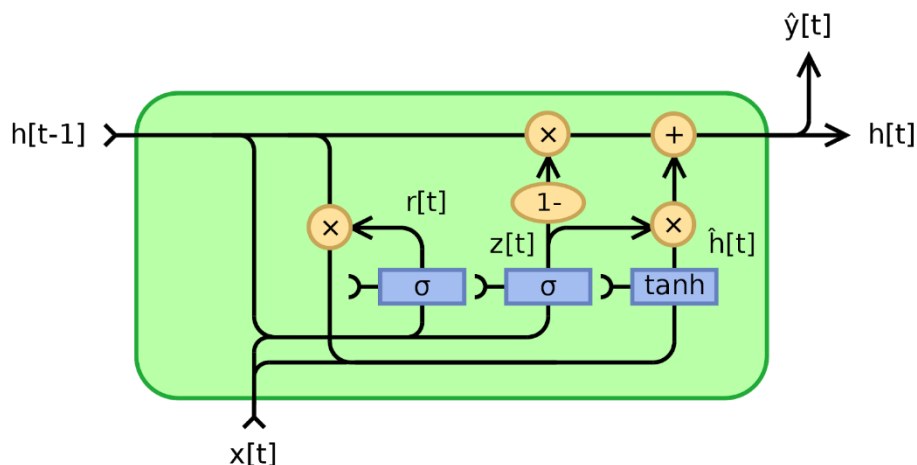 ŷ[t]
h[t-1]
×
+
h[t]
1-
r[t]
×
×
z[t]
ĥ[t]
σ
σ
tanh
x[t]